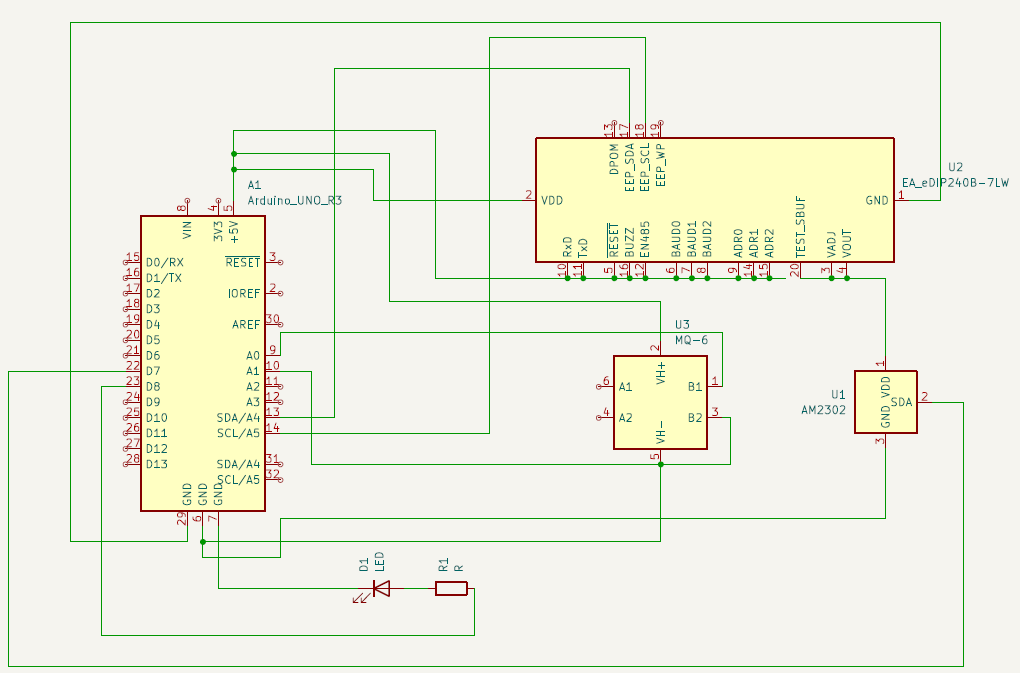 A1
Arduino_UNO_R3
8
4
5
VIN
3V3
+5V
15 D0/RX
16 D1/TX
17 D2
18 D3
19 D4
20 D5
21 D6
22 D7
23 D8
24 D9
25 D10
26 D11
27 D12
28 D13
RESET 3
IOREF 2
AREF 30
A0 9
A1 10
A2 11
A3 12
SDA/A4 13
SCL/A5 14
SDA/A4 31
SCL/A5 32
GND
GND
GND
29
6
7
U2
EA_eDIP240B-7LW
13
17
18
19
DPOM
EEP_SDA
EEP_SCL
EEP_WP
2 VDD
GND 1
RxD
TxD
RESET
BUZZ
EN485
BAUD0
BAUD1
BAUD2
ADR0
ADR1
ADR2
TEST_SBUF
VADJ
VOUT
10
11
5
16
12
6
7
8
9
14
15
20
3
4
U3
MQ-6
2
VH+
6 A1
4 A2
B1 1
B2 3
VH-
5
U1
AM2302
1
VDD
SDA 2
GND
3
D1
LED
R1
R